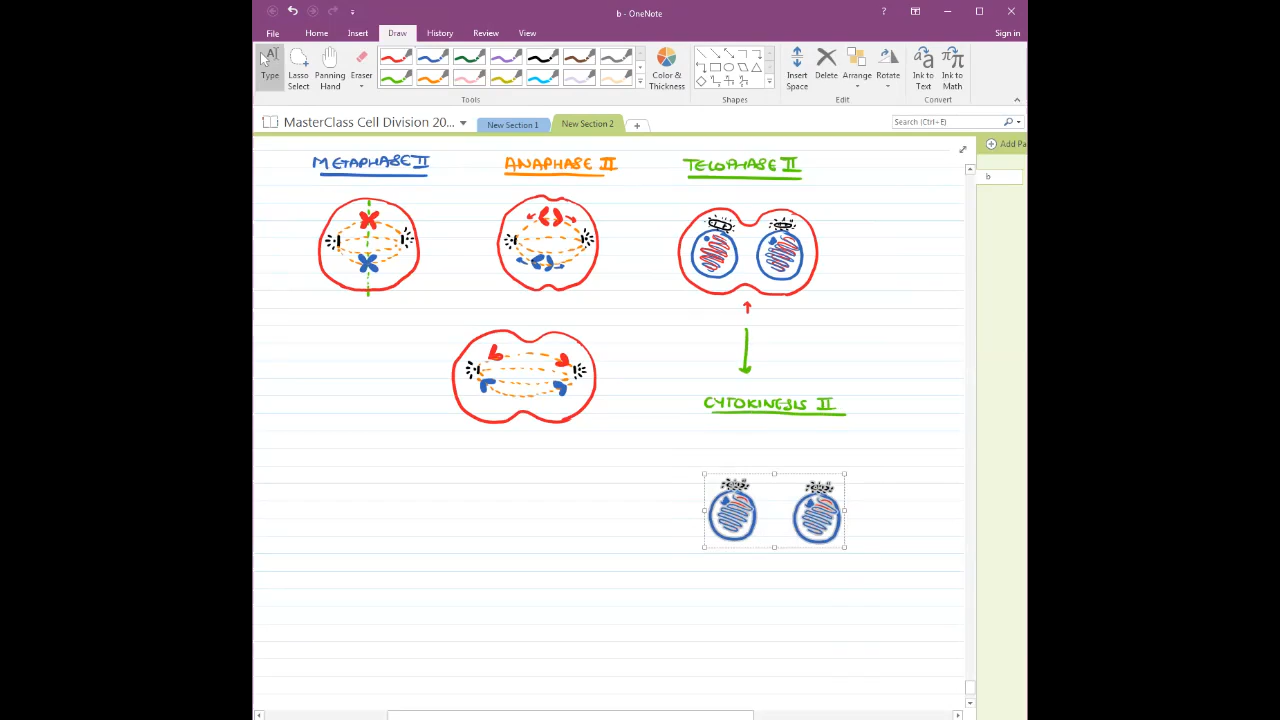 b - OneNote
File Home Insert Draw History Review View Sign in
Type
Lasso Select
Panning Hand
Eraser
Color & Thickness
Insert Space
Delete
Arrange
Rotate
Ink to Text
Ink to Math
Tools Shapes Edit Convert
MasterClass Cell Division 20... New Section 1 New Section 2 Search (Ctrl+E)
Add Pa
b
METAPHASE II ANAPHASE II TELOPHASE II
CYTOKINESIS II